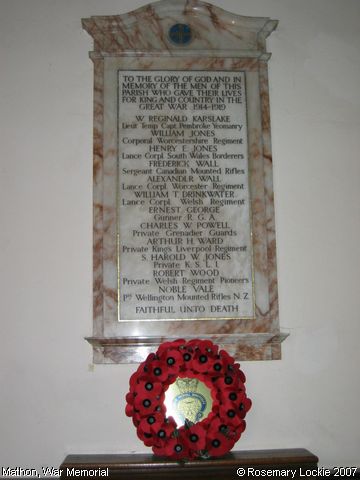 TO THE GLORY OF GOD AND IN
MEMORY OF THE MEN OF THIS
PARISH WHO GAVE THEIR LIVES
FOR KING AND COUNTRY IN THE
GREAT WAR 1914-1919
W. REGINALD KARSLAKE
Lieut Temp Capt Pembroke Yeomanry
WILLIAM JONES
Corporal Worcestershire Regiment
HENRY E. JONES
Lance Corpl. South Wales Borderers
FREDERICK WALL
Sergeant Canadian Mounted Rifles
ALEXANDER WALL
Lance Corpl. Worcester Regiment
WILLIAM T. DRINKWATER
Lance Corpl. Welsh Regiment
ERNEST GEORGE
Gunner R. G. A.
CHARLES W. POWELL
Private Grenadier Guards
ARTHUR H. WARD
Private King's Liverpool Regiment
S. HAROLD W. JONES
Private K. S. L. I.
ROBERT WOOD
Private Welsh Regiment Pioneers
NOBLE VALE
Wellington Mounted Rifles N.Z.
FAITHFUL UNTO DEATH
Mathon, War Memorial
©Rosemary Lockie 2007